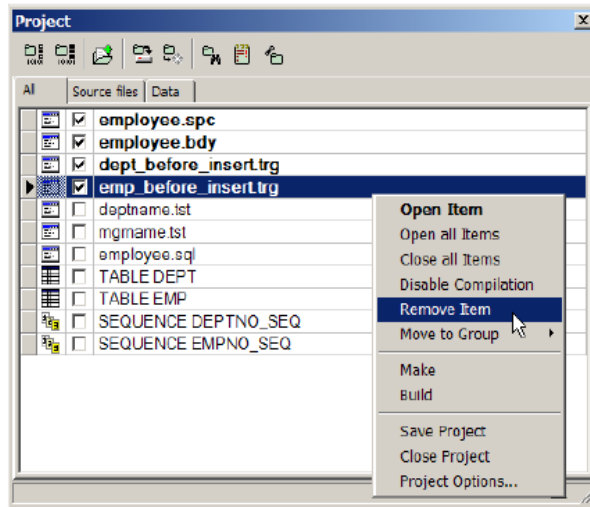 Project
All Source files Data
employee.spc
employee.bdy
dept_before_insert.trg
emp_before_insert.trg
deptname.tst
mgrname.tst
employee.sql
TABLE DEPT
TABLE EMP
SEQUENCE DEPTNO_SEQ
SEQUENCE EMPNO_SEQ
Open Item
Open all Items
Close all Items
Disable Compilation
Remove Item
Move to Group
Make
Build
Save Project
Close Project
Project Options...